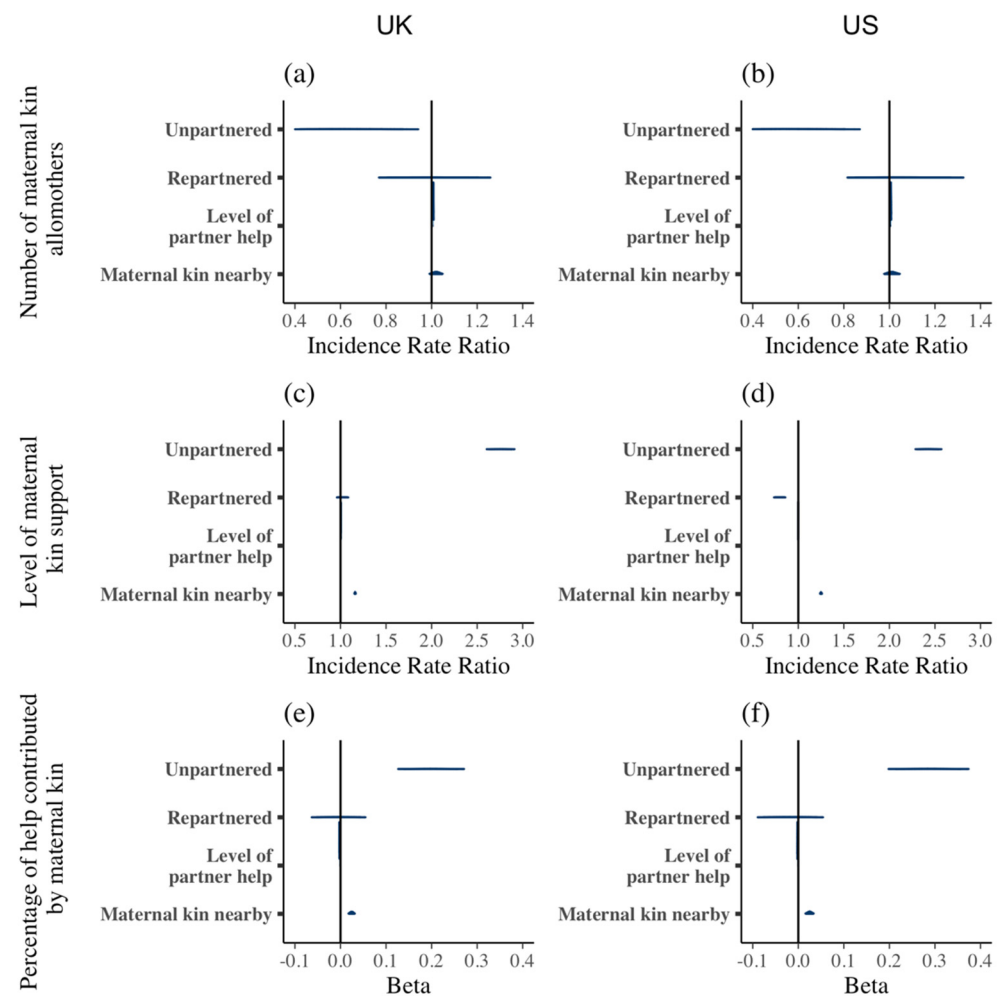 UK
US
Number of maternal kin
allomothers
(a)
Unpartnered
Repartnered
Level of
partner help
Maternal kin nearby
0.4 0.6 0.8 1.0 1.2 1.4
Incidence Rate Ratio
(b)
Unpartnered
Repartnered
Level of
partner help
Maternal kin nearby
0.4 0.6 0.8 1.0 1.2 1.4
Incidence Rate Ratio
Level of maternal
kin support
(c)
Unpartnered
Repartnered
Level of
partner help
Maternal kin nearby
0.5 1.0 1.5 2.0 2.5 3.0
Incidence Rate Ratio
(d)
Unpartnered
Repartnered
Level of
partner help
Maternal kin nearby
0.5 1.0 1.5 2.0 2.5 3.0
Incidence Rate Ratio
Percentage of help contributed
by maternal kin
(e)
Unpartnered
Repartnered
Level of
partner help
Maternal kin nearby
-0.1 0.0 0.1 0.2 0.3 0.4
Beta
(f)
Unpartnered
Repartnered
Level of
partner help
Maternal kin nearby
-0.1 0.0 0.1 0.2 0.3 0.4
Beta